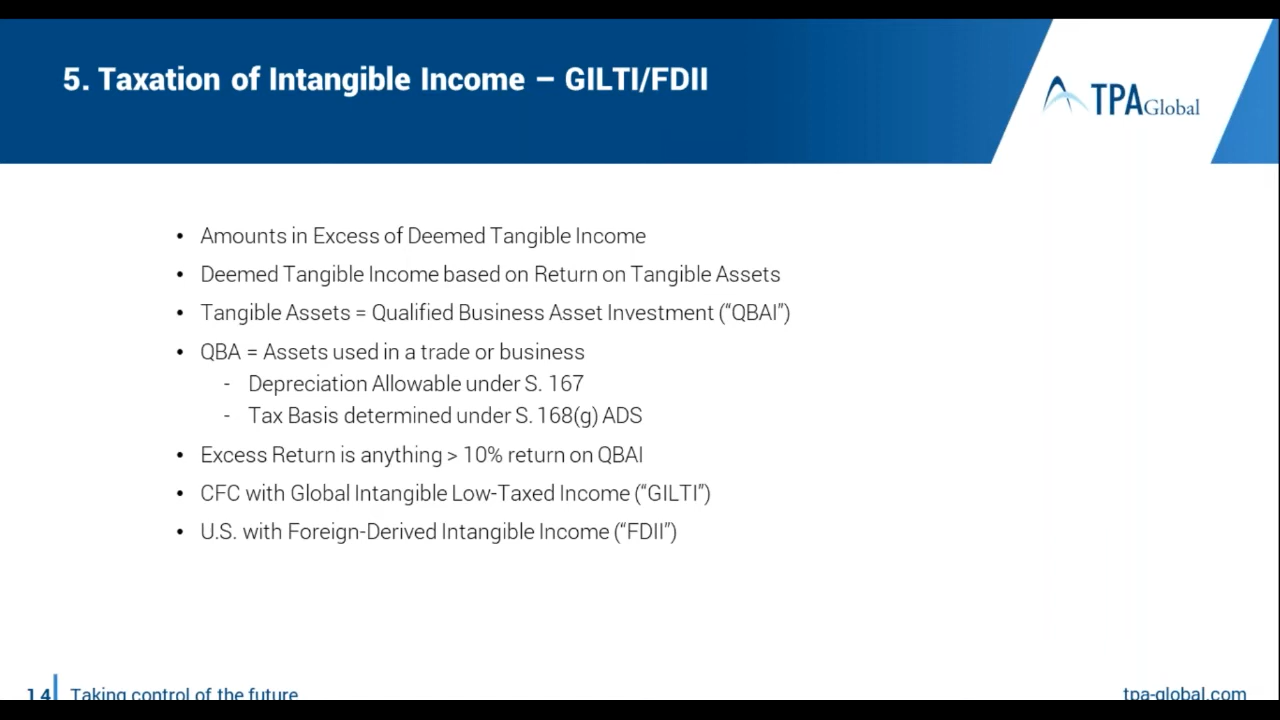 5. Taxation of Intangible Income – GILTI/FDII
TPA Global
• Amounts in Excess of Deemed Tangible Income
• Deemed Tangible Income based on Return on Tangible Assets
• Tangible Assets = Qualified Business Asset Investment (“QBAI”)
• QBA = Assets used in a trade or business
- Depreciation Allowable under S. 167
- Tax Basis determined under S. 168(g) ADS
• Excess Return is anything > 10% return on QBAI
• CFC with Global Intangible Low-Taxed Income (“GILTI”)
• U.S. with Foreign-Derived Intangible Income (“FDII”)
14 Taking control of the future
tpa-global.com